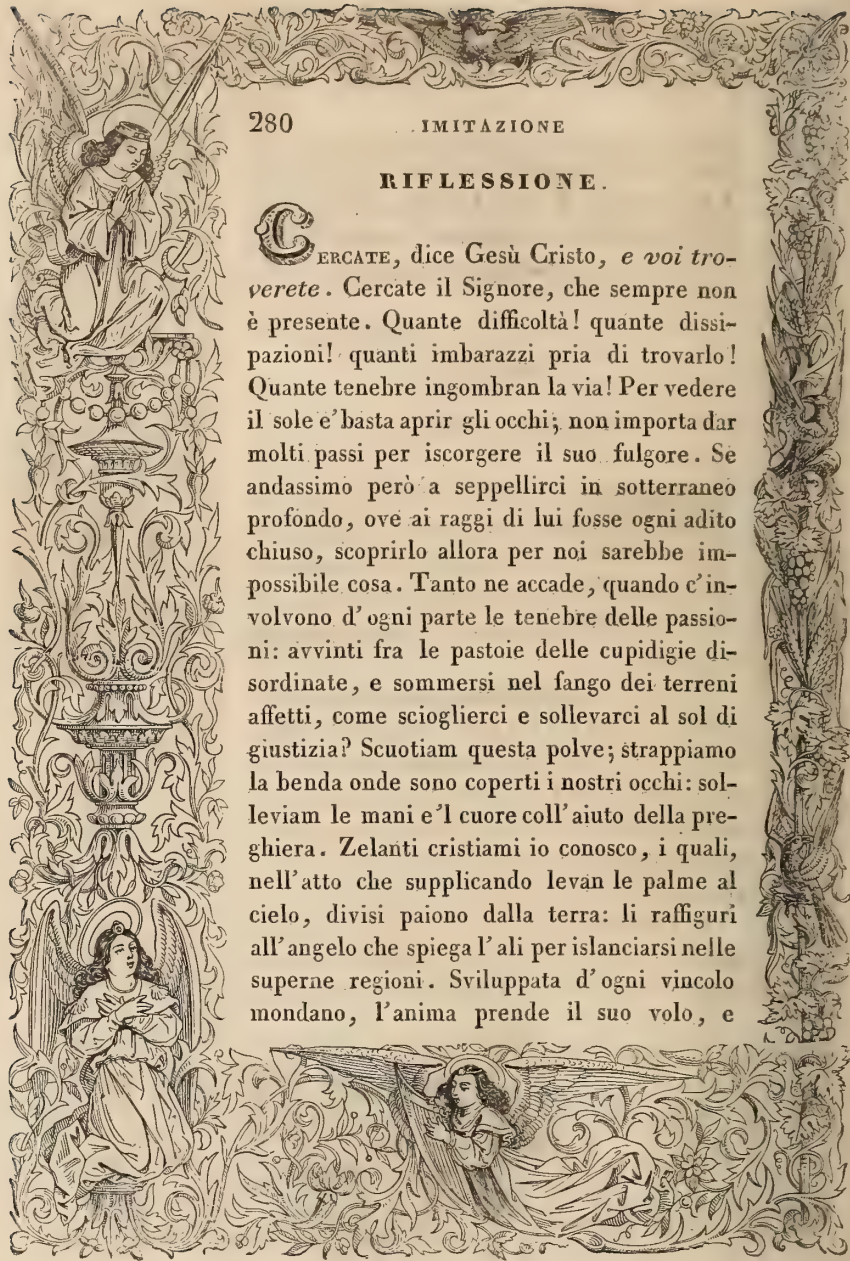 280 IMITAZIONE
RIFLESSIONE.
CERCATE, dice Gesù Cristo, e voi tro-
verete. Cercate il Signore, che sempre non
è presente. Quante difficoltà! quante dissi-
pazioni! quanti imbarazzi pria di trovarlo!
Quante tenebre ingombran la via! Per vedere
il sole e'basta aprir gli occhi; non importa dar
molti passi per iscorgere il suo fulgore. Se
andassimo però a seppellirci in sotterraneo
profondo, ove ai raggi di lui fosse ogni adito
chiuso, scoprirlo allora per noi sarebbe im-
possibile cosa. Tanto ne accade, quando c'in-
volvono d'ogni parte le tenebre delle passio-
ni: avvinti fra le pastoie delle cupidigie di-
sordinate, e sommersi nel fango dei terreni
affetti, come scioglierci e sollevarci al sol di
giustizia? Scuotiam questa polve; strappiamo
la benda onde sono coperti i nostri occhi: sol-
leviam le mani e'l cuore coll'aiuto della pre-
ghiera. Zelanti cristiami io conosco, i quali,
nell'atto che supplicando levan le palme al
cielo, divisi paiono dalla terra: li raffiguri
all'angelo che spiega l'ali per islanciarsi nelle
superne regioni. Sviluppata d'ogni vincolo
mondano, l'anima prende il suo volo, e